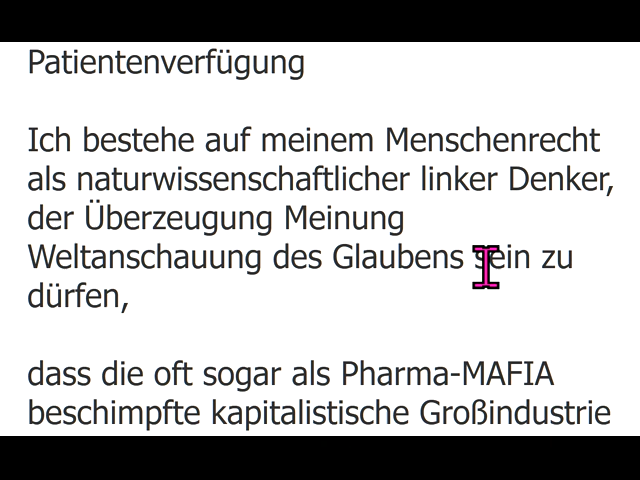 Patientenverfügung
Ich bestehe auf meinem Menschenrecht
als naturwissenschaftlicher linker Denker,
der Überzeugung Meinung
Weltanschauung des Glaubens sein zu
dürfen,
dass die oft sogar als Pharma-MAFIA
beschimpfte kapitalistische Großindustrie